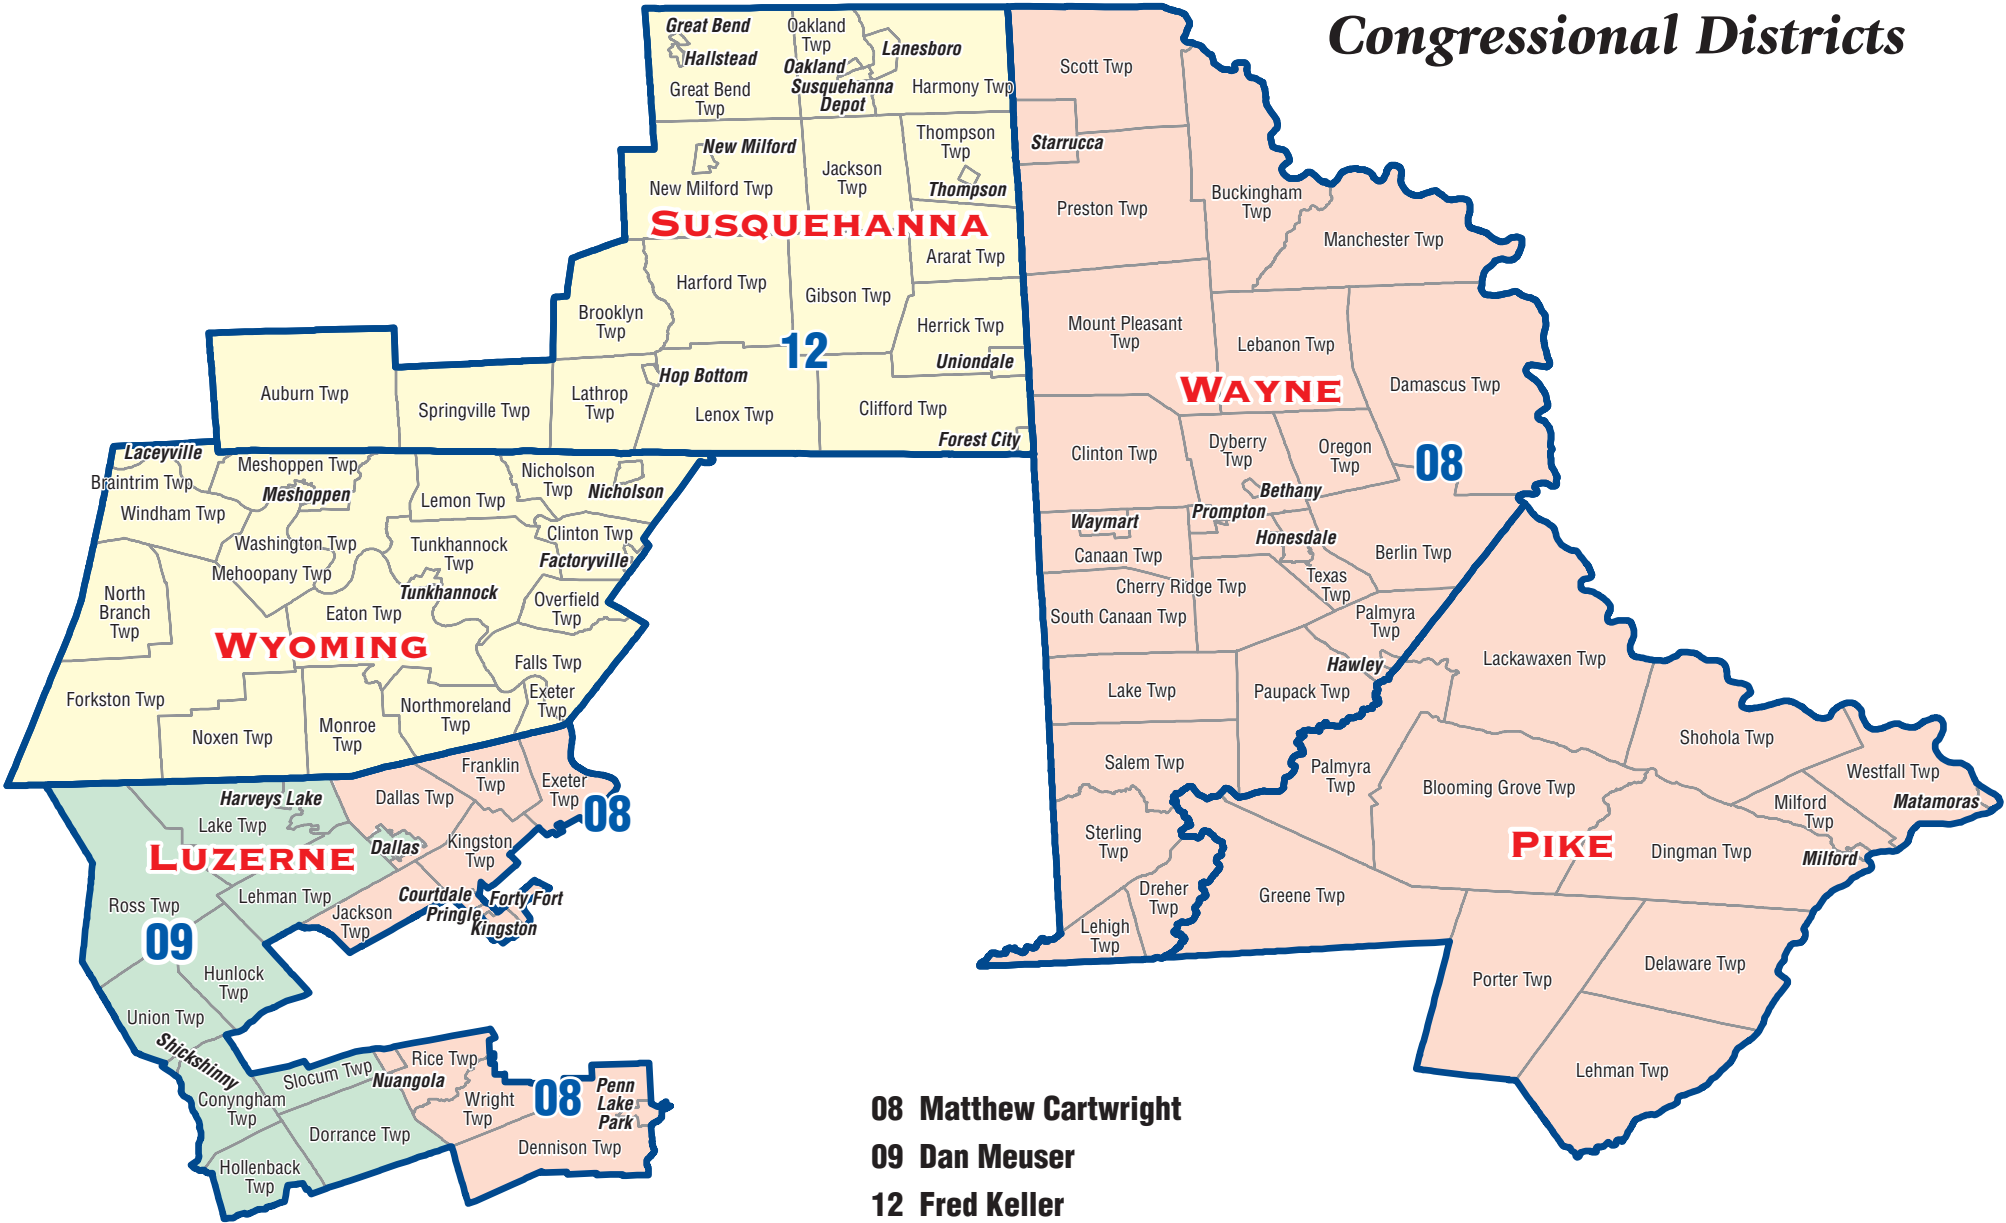 Congressional Districts
Great Bend
Hallstead
Great Bend
Twp
Oakland
Twp
Oakland
Lanesboro
Susquehanna
Depot
Harmony Twp
New Milford
New Milford Twp
Jackson
Twp
Thompson
Twp
Thompson
SUSQUEHANNA
Ararat Twp
Harford Twp
Gibson Twp
Brooklyn
Twp
Herrick Twp
12
Uniondale
Auburn Twp
Springville Twp
Lathrop
Twp
Hop Bottom
Lenox Twp
Clifford Twp
Forest City
Scott Twp
Starrucca
Preston Twp
Buckingham
Twp
Manchester Twp
Mount Pleasant
Twp
Lebanon Twp
WAYNE
Damascus Twp
Clinton Twp
Dyberry
Twp
Oregon
Twp
08
Bethany
Prompton
Waymart
Honesdale
Canaan Twp
Berlin Twp
Cherry Ridge Twp
Texas
Twp
South Canaan Twp
Palmyra
Twp
Hawley
Lake Twp
Paupack Twp
Salem Twp
Sterling
Twp
Dreher
Twp
Lehigh
Twp
Lackawaxen Twp
Shohola Twp
Palmyra
Twp
Blooming Grove Twp
Westfall Twp
Matamoras
Milford
Twp
Milford
PIKE
Dingman Twp
Greene Twp
Porter Twp
Delaware Twp
Lehman Twp
Laceyville
Braintrim Twp
Meshoppen Twp
Meshoppen
Windham Twp
Lemon Twp
Nicholson
Twp
Nicholson
Washington Twp
Tunkhannock
Twp
Clinton Twp
Factoryville
Mehoopany Twp
Tunkhannock
North
Branch
Twp
Eaton Twp
Overfield
Twp
WYOMING
Falls Twp
Forkston Twp
Exeter
Twp
Northmoreland
Twp
Noxen Twp
Monroe
Twp
Franklin
Twp
Exeter
Twp
08
Harveys Lake
Dallas Twp
Lake Twp
Dallas
Kingston
Twp
LUZERNE
Lehman Twp
Courtdale
Forty Fort
Pringle
Kingston
Ross Twp
Jackson
Twp
09
Hunlock
Twp
Union Twp
Shickshinny
Slocum Twp
Rice Twp
Nuangola
Conyngham
Twp
Wright
Twp
08
Penn
Lake
Park
Dorrance Twp
Dennison Twp
Hollenback
Twp
08 Matthew Cartwright
09 Dan Meuser
12 Fred Keller